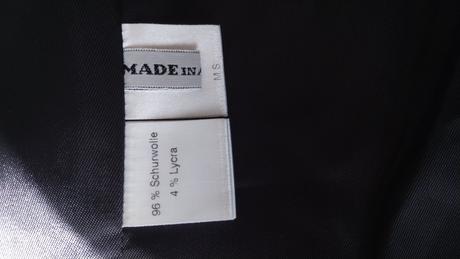 MADE IN
M S
96 % Schurwolle
4 % Lycra